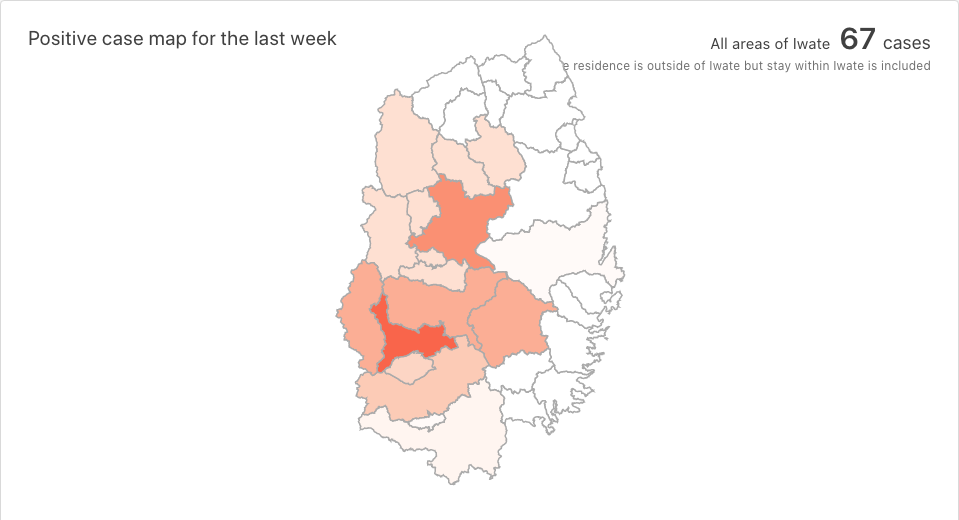 Positive case map for the last week
All areas of Iwate 67 cases
residence is outside of Iwate but stay within Iwate is included